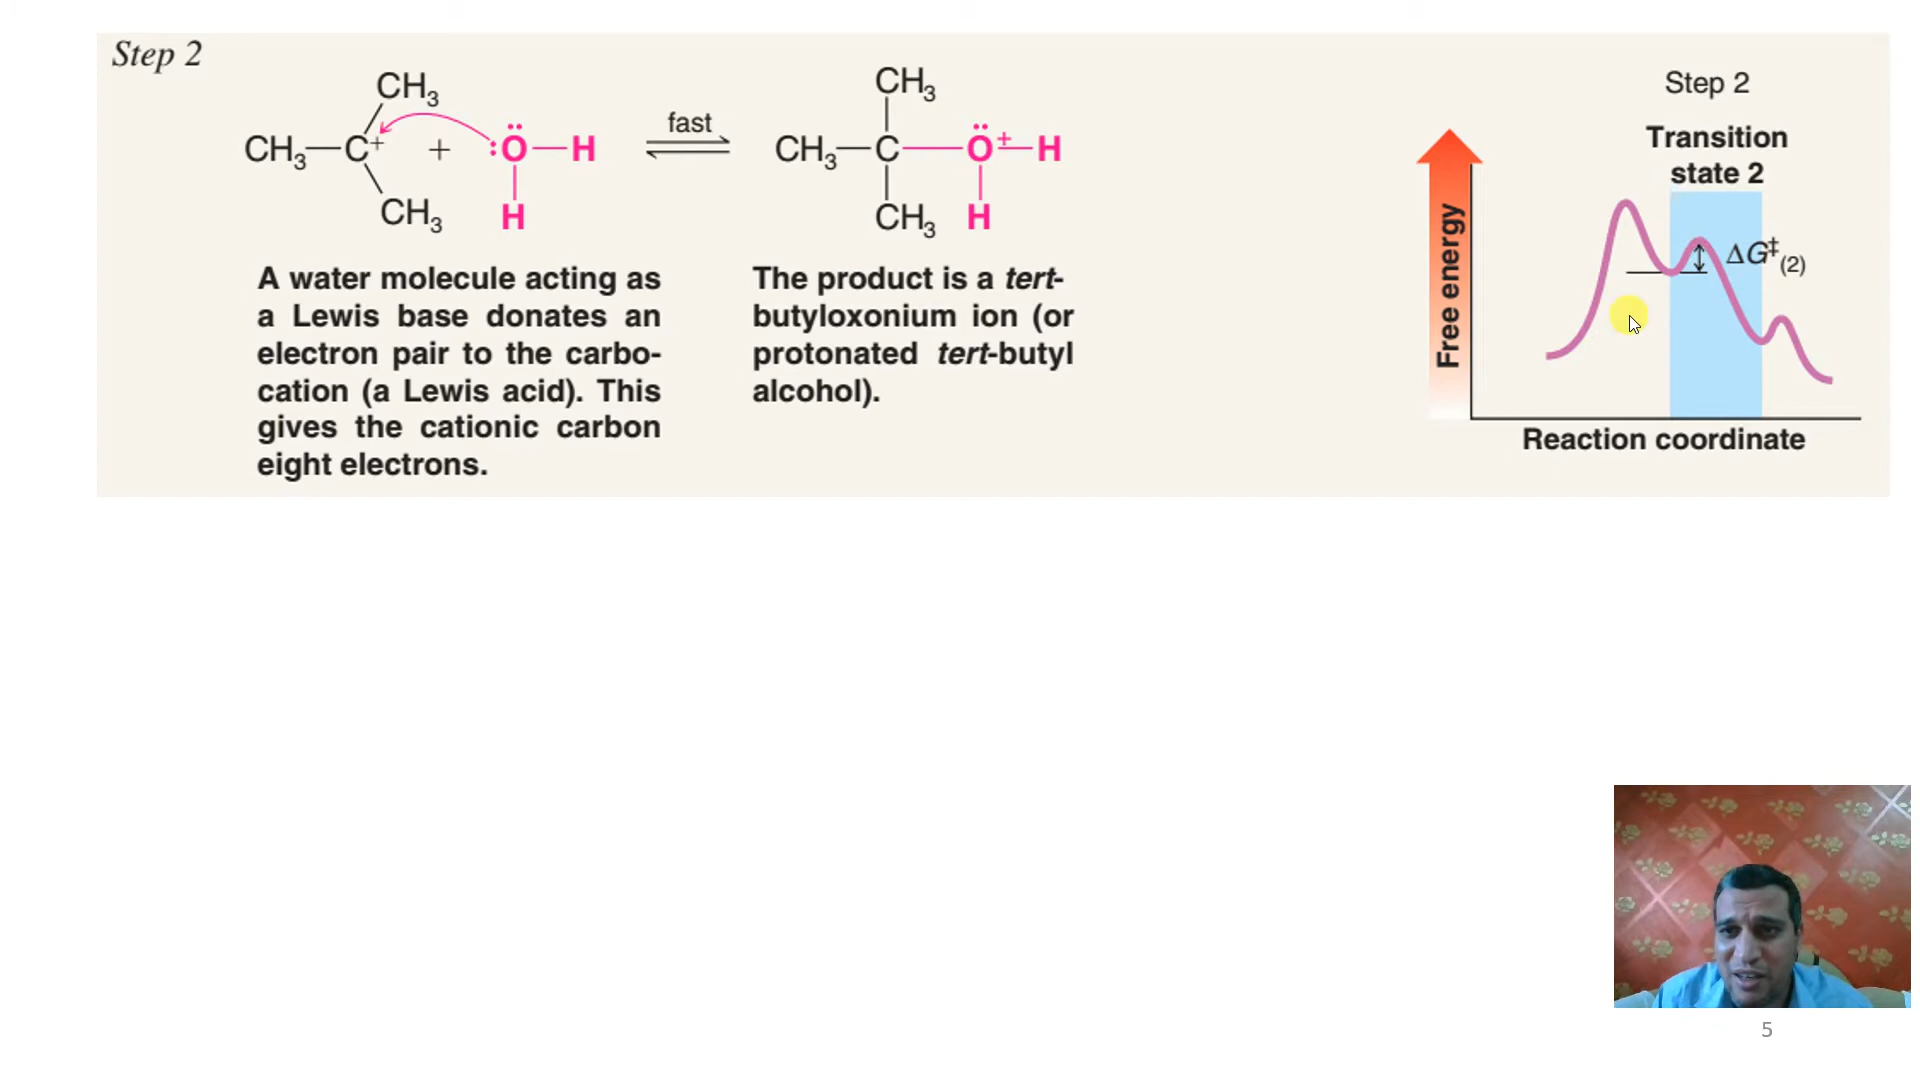 Step 2
CH₃
CH₃—C⁺ + :Ö—H
CH₃ H
fast
CH₃
CH₃—C—Ö⁺—H
CH₃ H
A water molecule acting as
a Lewis base donates an
electron pair to the carbo-
cation (a Lewis acid). This
gives the cationic carbon
eight electrons.
The product is a tert-
butyloxonium ion (or
protonated tert-butyl
alcohol).
Step 2
Transition
state 2
ΔG‡(2)
Free energy
Reaction coordinate
5